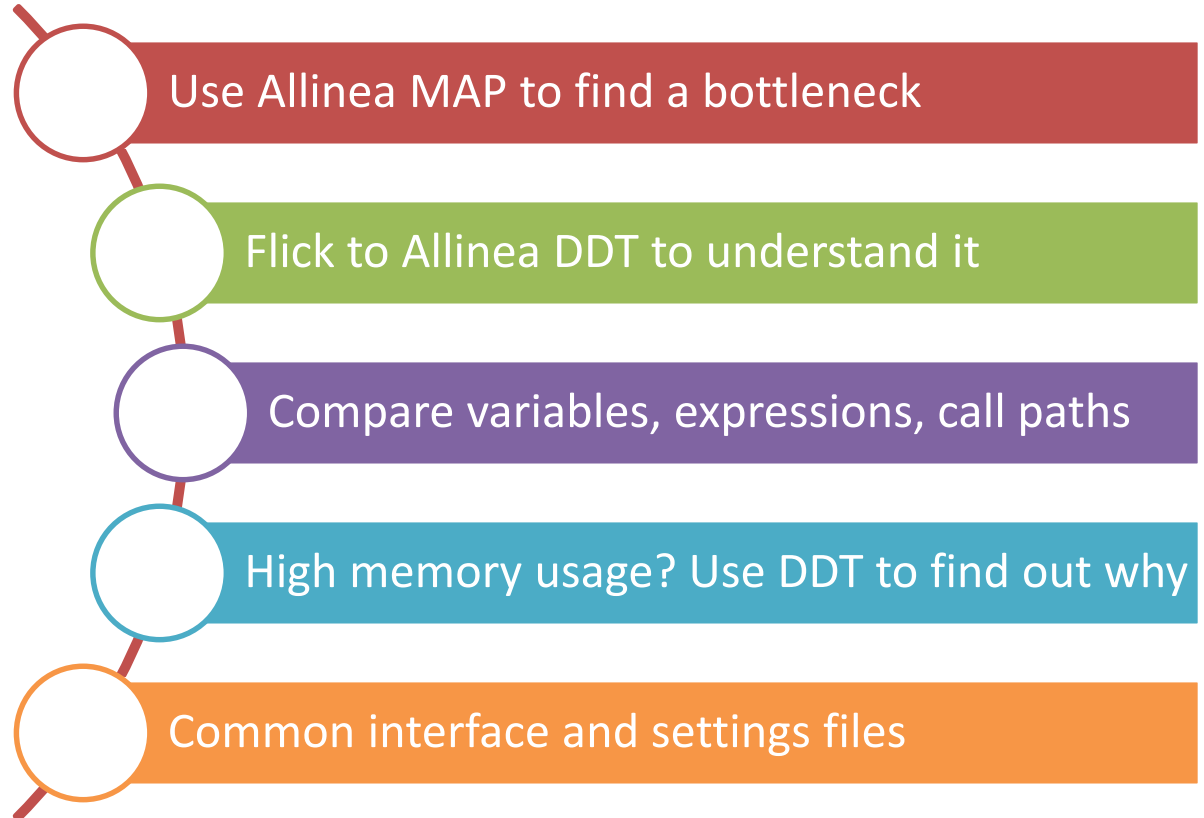 Use Allinea MAP to find a bottleneck
Flick to Allinea DDT to understand it
Compare variables, expressions, call paths
High memory usage? Use DDT to find out why
Common interface and settings files